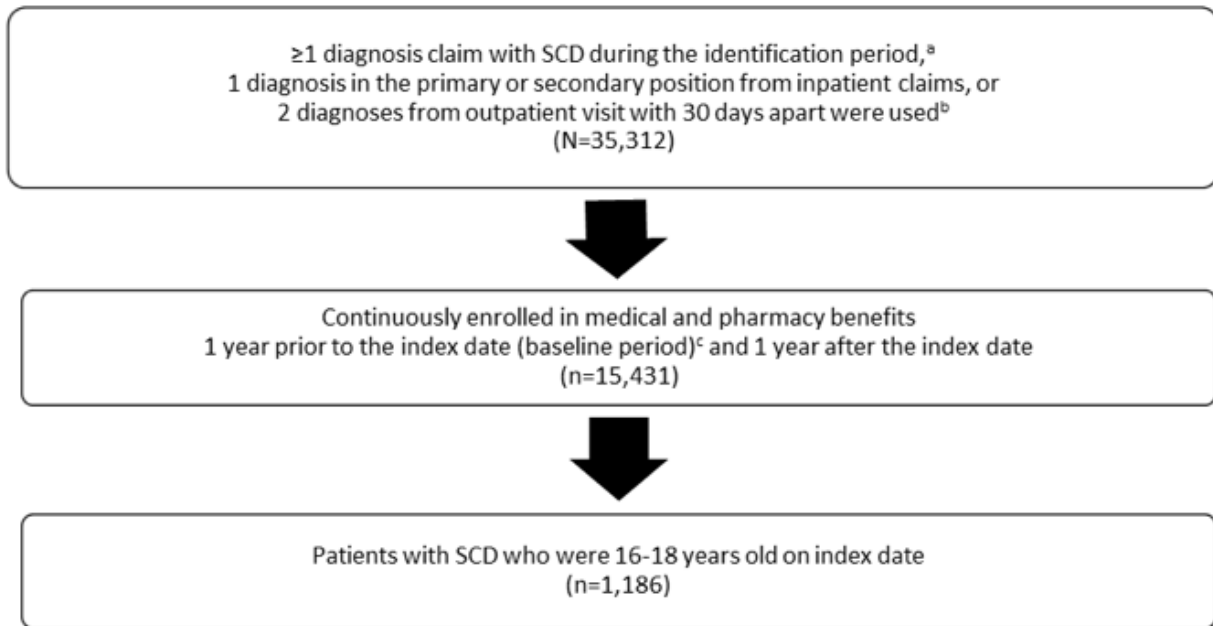 ≥1 diagnosis claim with SCD during the identification period,ᵃ
1 diagnosis in the primary or secondary position from inpatient claims, or
2 diagnoses from outpatient visit with 30 days apart were usedᵇ
(N=35,312)
Continuously enrolled in medical and pharmacy benefits
1 year prior to the index date (baseline period)ᶜ and 1 year after the index date
(n=15,431)
Patients with SCD who were 16-18 years old on index date
(n=1,186)